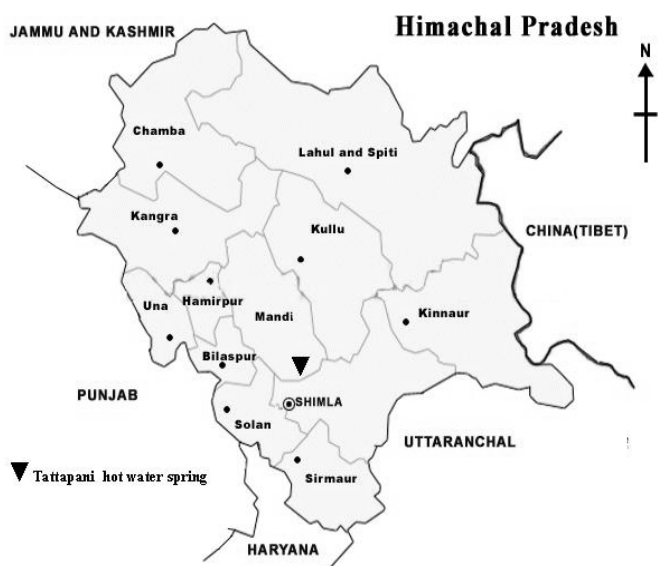 Himachal Pradesh
JAMMU AND KASHMIR
N
Chamba
Lahul and Spiti
Kangra
Kullu
CHINA(TIBET)
Una
Hamirpur
Mandi
Kinnaur
Bilaspur
PUNJAB
SHIMLA
Solan
UTTARANCHAL
Tattapani hot water spring
Sirmaur
HARYANA